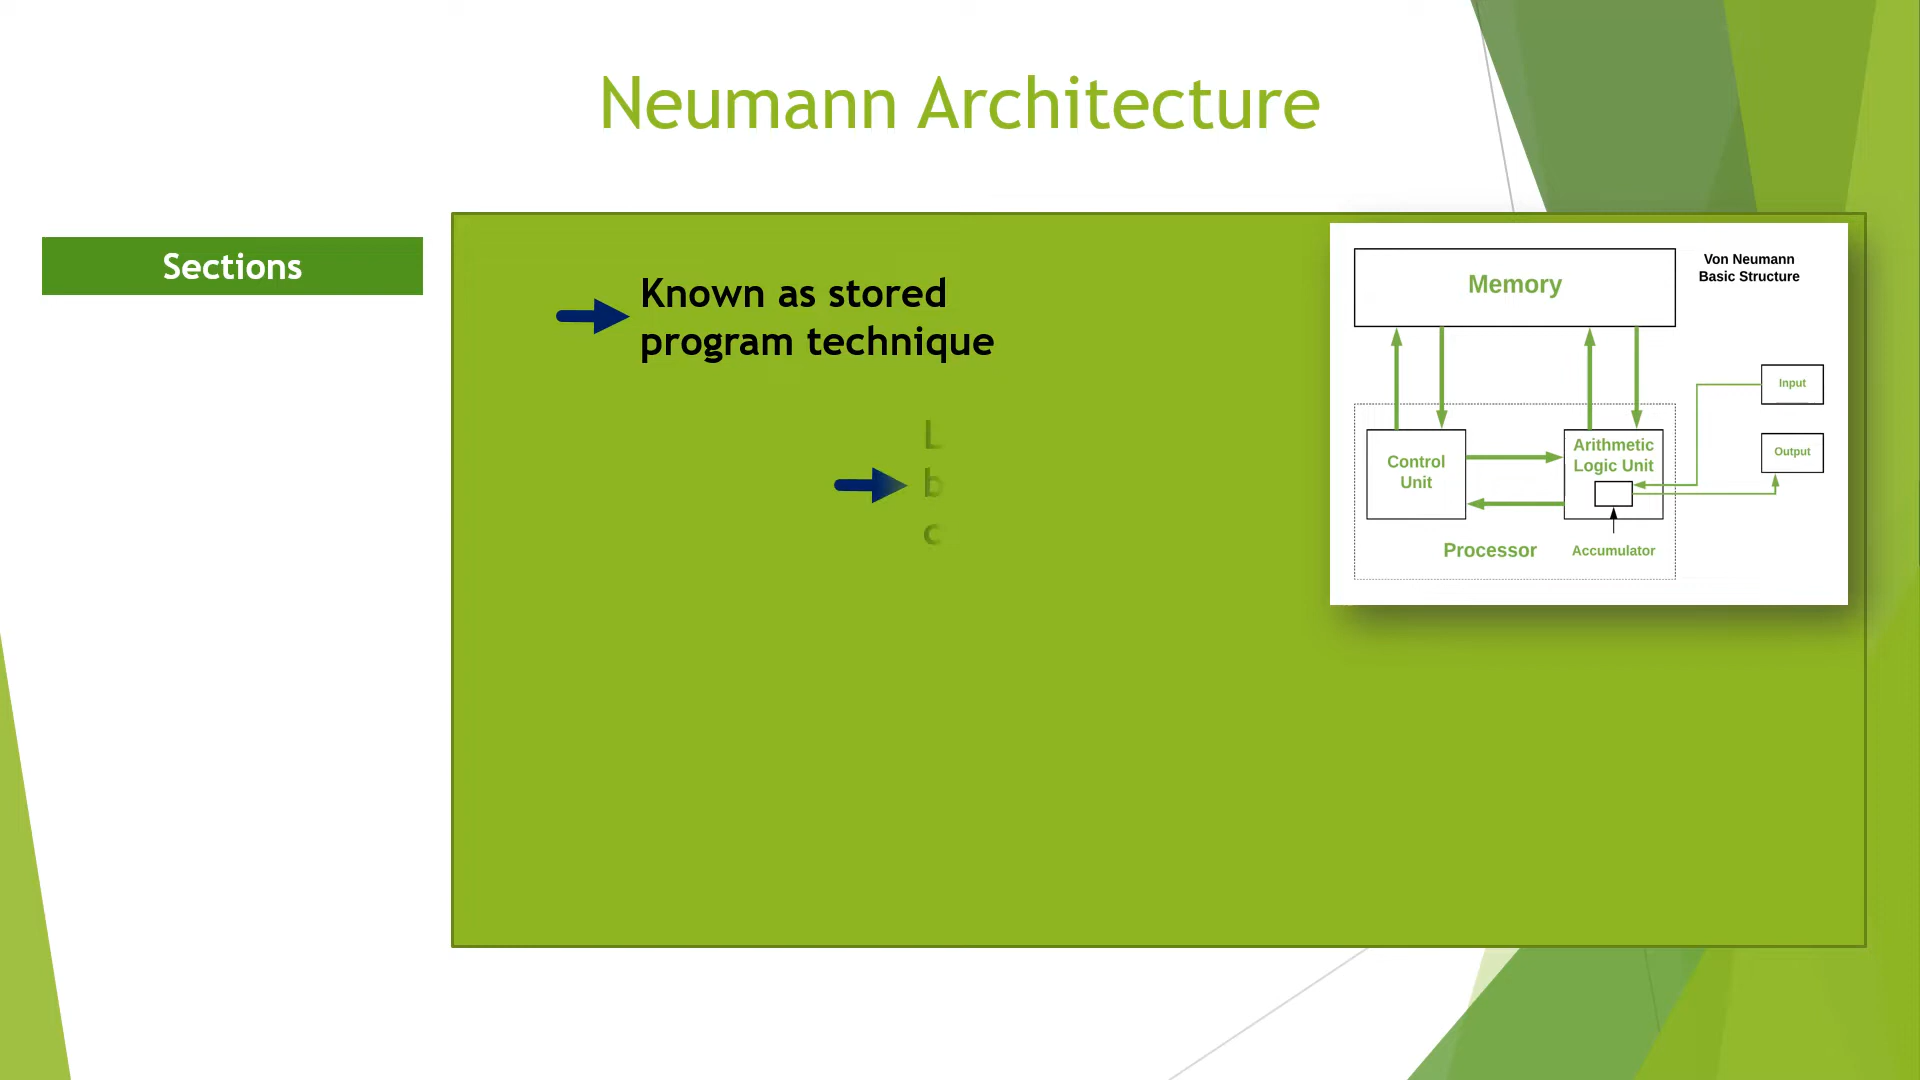 Neumann Architecture
Sections
Known as stored
program technique
Von Neumann
Basic Structure
Memory
Input
Output
Control
Unit
Arithmetic
Logic Unit
Processor
Accumulator